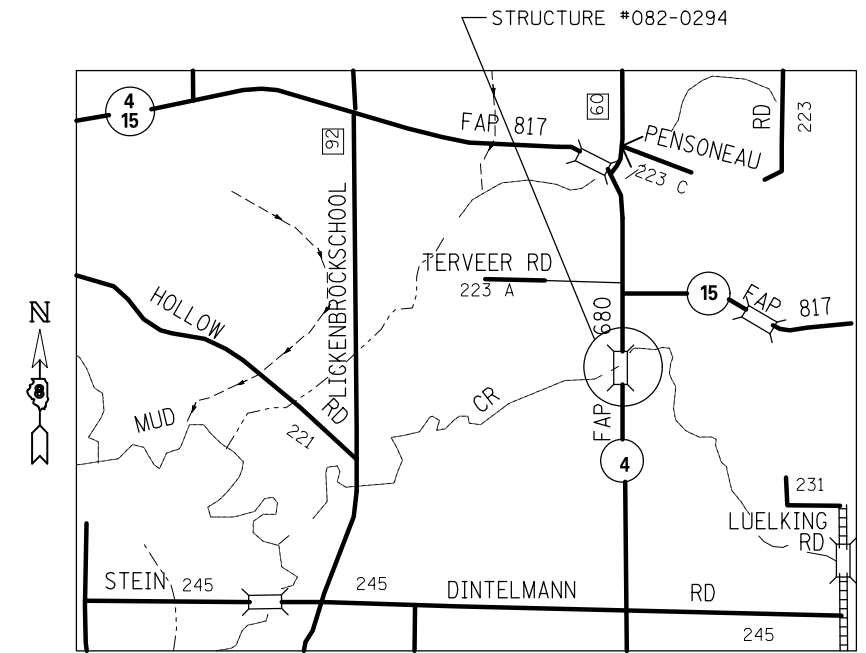 STRUCTURE #082-0294
4
15
92
FAP 817
60
PENSONEAU
223 C
RD
223
LICKENBROCKSCHOOL
TERVEER RD
223 A
HOLLOW
RD
221
15
FAP 817
FAP 680
N
8
MUD
CR
4
231
LUELKING
RD
STEIN 245
245
DINTELMANN
RD
245